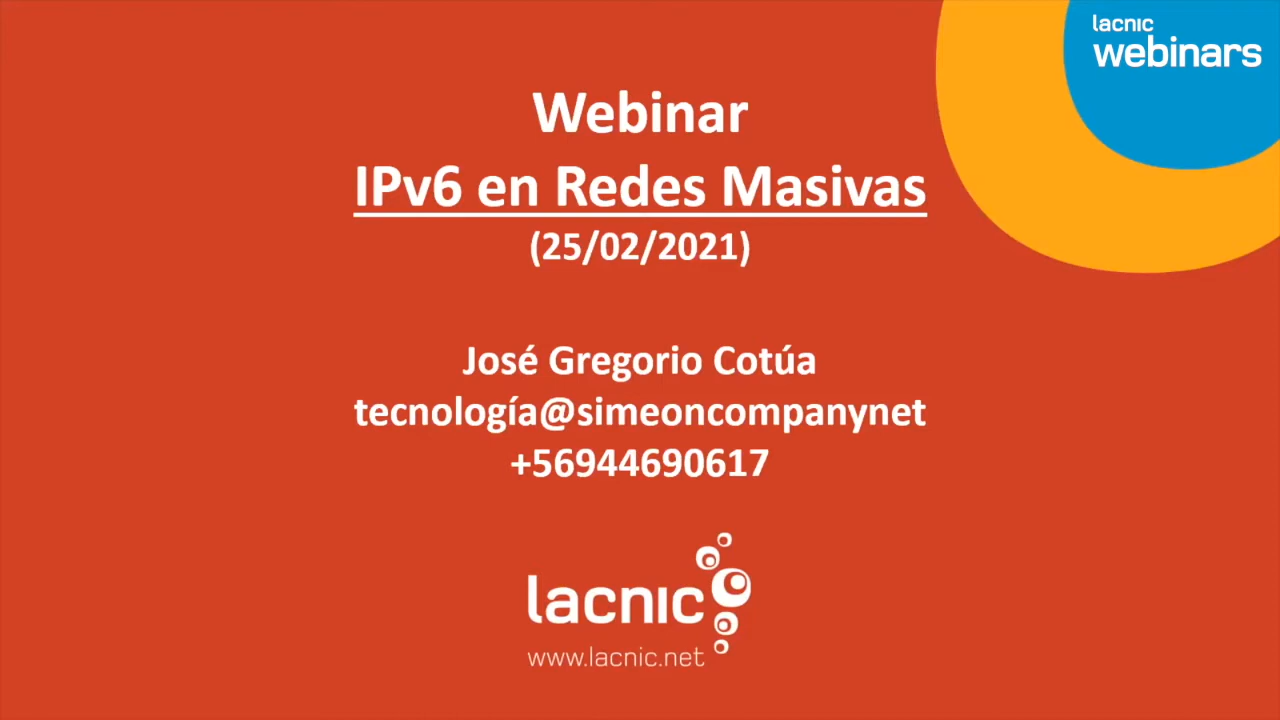 lacnic
webinars
Webinar
IPv6 en Redes Masivas
(25/02/2021)
José Gregorio Cotúa
tecnología@simeoncompanynet
+56944690617
lacnic
www.lacnic.net